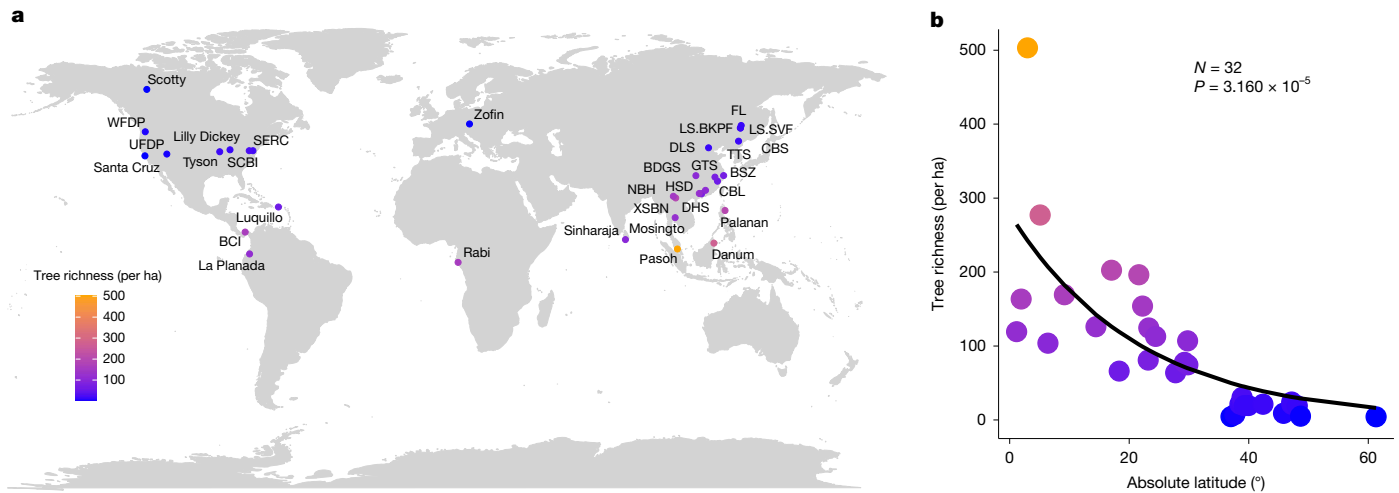 a
Scotty
WFDP
UFDP
Santa Cruz
Lilly Dickey
SERC
Tyson
SCBI
Zofin
FL
LS.BKPF
LS.SVF
DLS
TTS
CBS
BDGS
GTS
BSZ
NBH
HSD
CBL
XSBN
DHS
Luquillo
BCI
La Planada
Rabi
Sinharaja
Mosingto
Palanan
Pasoh
Danum
Tree richness (per ha)
500
400
300
200
100
b
N = 32
P = 3.160 × 10⁻⁵
Tree richness (per ha)
500
400
300
200
100
0
0
20
40
60
Absolute latitude (°)